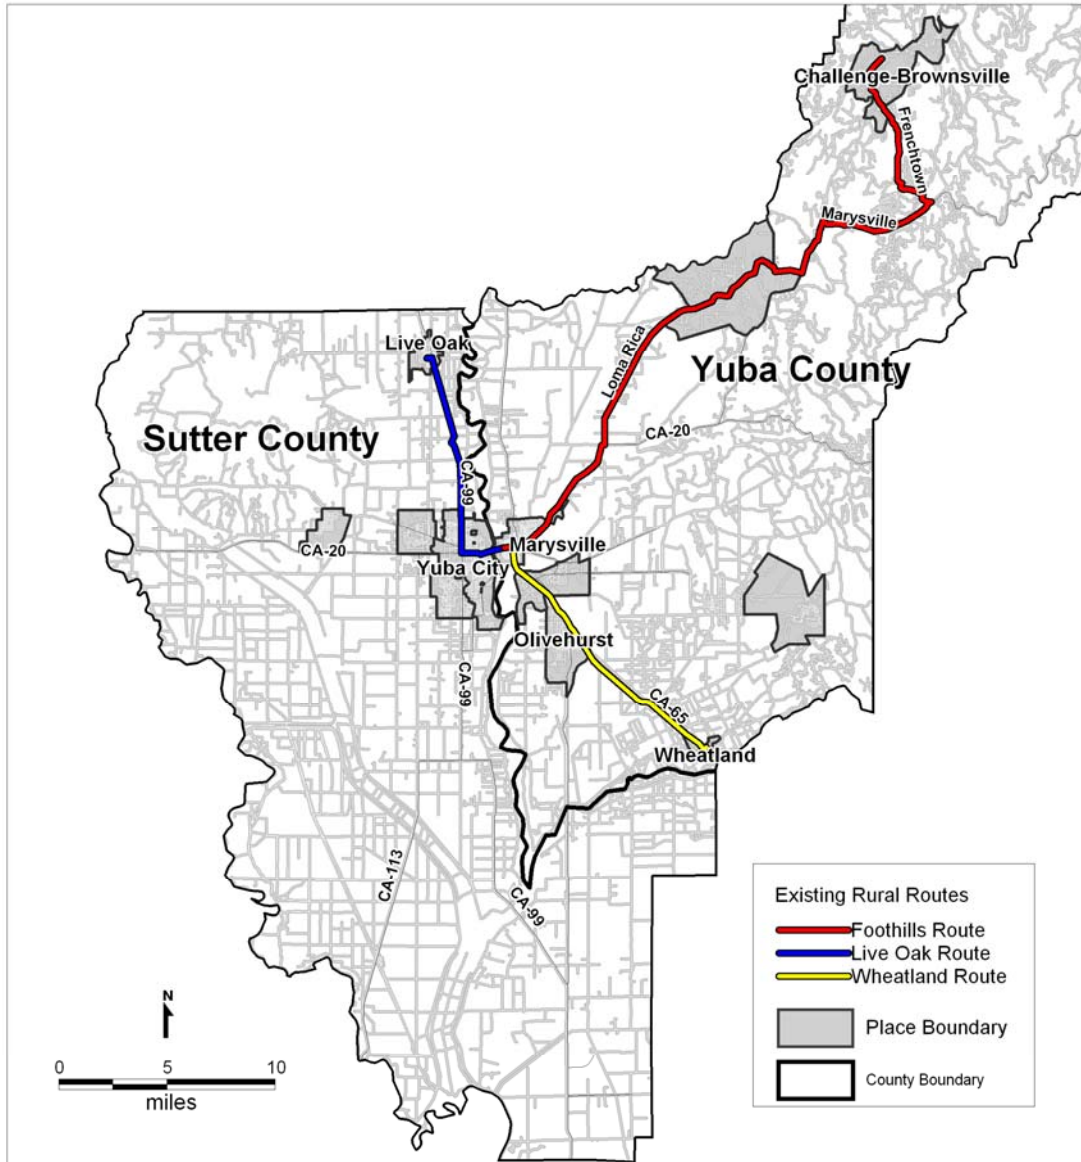 Challenge-Brownsville
Frenchtown
Marysville
Live Oak
Loma Rica
Yuba County
Sutter County
CA-20
CA-99
CA-20
Marysville
Yuba City
Olivehurst
CA-99
CA-65
Wheatland
CA-113
CA-99
Existing Rural Routes
Foothills Route
Live Oak Route
Wheatland Route
Place Boundary
County Boundary
N
0 5 10
miles